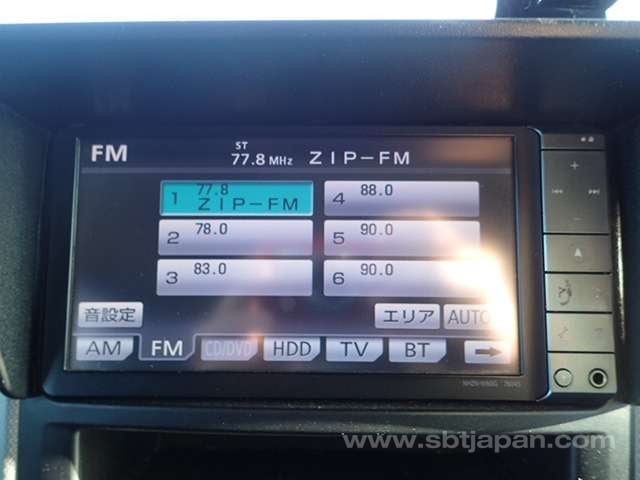 FM ST 77.8 MHz ZIP-FM
1 77.8 ZIP-FM
4 88.0
2 78.0
5 90.0
3 83.0
6 90.0
音設定 エリア AUTO
AM FM CD/DVD HDD TV BT
www.sbtjapan.com